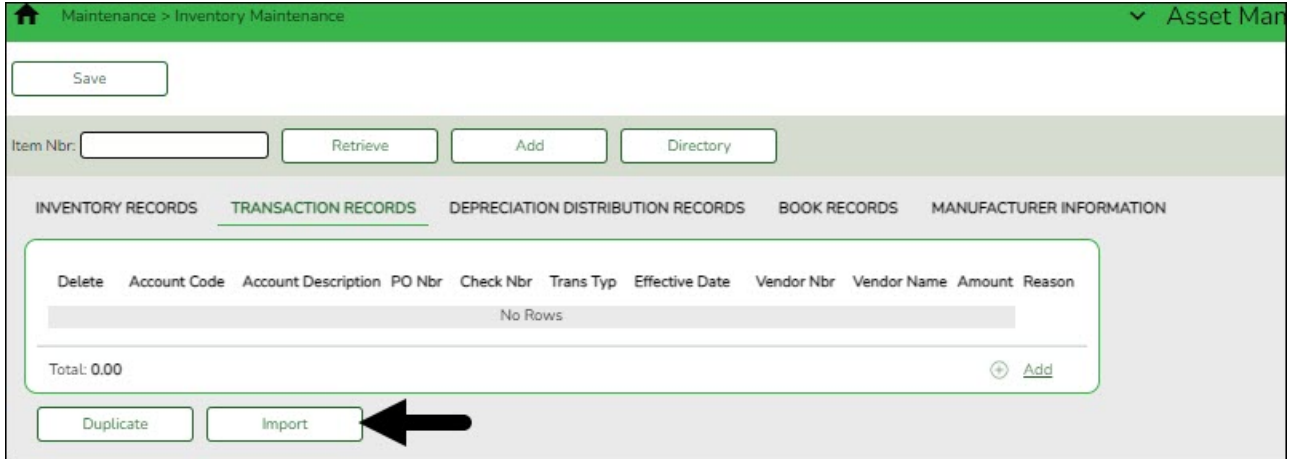 Maintenance > Inventory Maintenance
Asset Man
Save
Item Nbr: Retrieve Add Directory
INVENTORY RECORDS TRANSACTION RECORDS DEPRECIATION DISTRIBUTION RECORDS BOOK RECORDS MANUFACTURER INFORMATION
Delete Account Code Account Description PO Nbr Check Nbr Trans Typ Effective Date Vendor Nbr Vendor Name Amount Reason
No Rows
Total: 0.00 Add
Duplicate Import